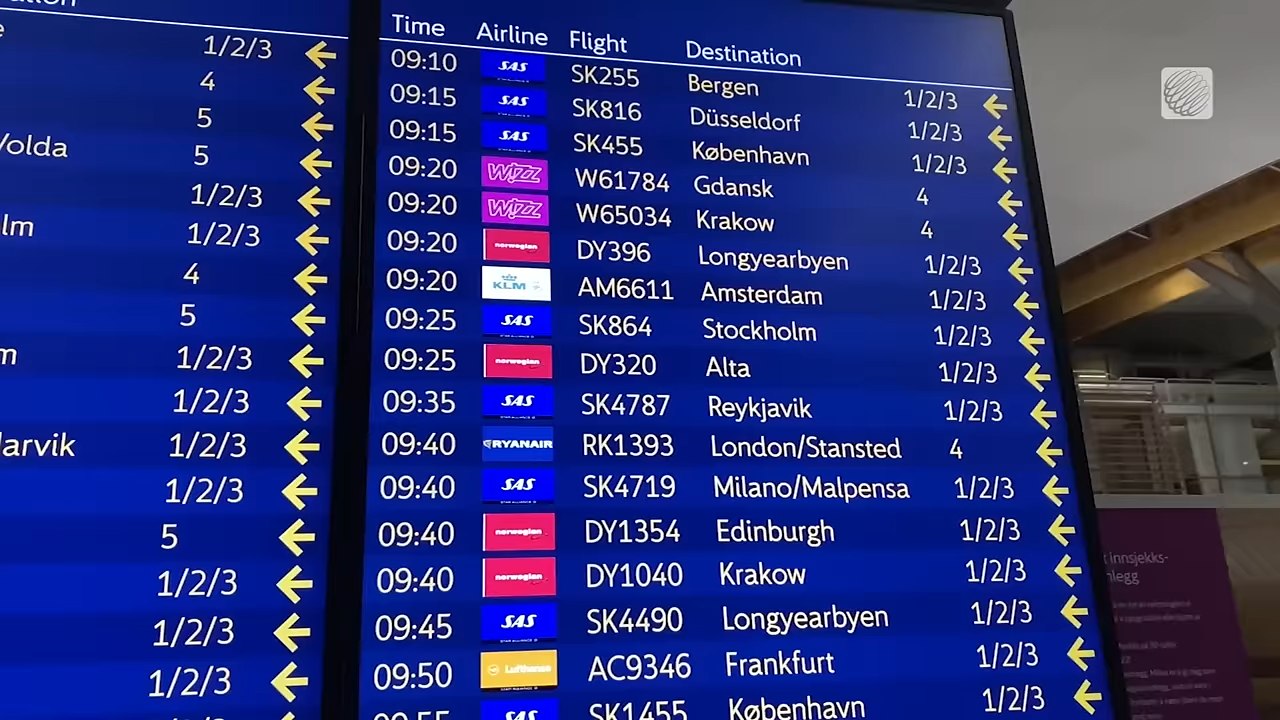 1/2/3
4
5
/olda 5
1/2/3
lm 1/2/3
4
5
m 1/2/3
1/2/3
arvik 1/2/3
1/2/3
5
1/2/3
1/2/3
1/2/3
Time Airline Flight Destination
09:10 SAS SK255 Bergen 1/2/3
09:15 SAS SK816 Düsseldorf 1/2/3
09:15 SAS SK455 København 1/2/3
09:20 WIZZ W61784 Gdansk 4
09:20 WIZZ W65034 Krakow 4
09:20 norwegian DY396 Longyearbyen 1/2/3
09:20 KLM AM6611 Amsterdam 1/2/3
09:25 SAS SK864 Stockholm 1/2/3
09:25 norwegian DY320 Alta 1/2/3
09:35 SAS SK4787 Reykjavik 1/2/3
09:40 RYANAIR RK1393 London/Stansted 4
09:40 SAS SK4719 Milano/Malpensa 1/2/3
09:40 norwegian DY1354 Edinburgh 1/2/3
09:40 norwegian DY1040 Krakow 1/2/3
09:45 SAS SK4490 Longyearbyen 1/2/3
09:50 Lufthansa AC9346 Frankfurt 1/2/3
09:55 SAS SK1455 København 1/2/3
innsjekks-